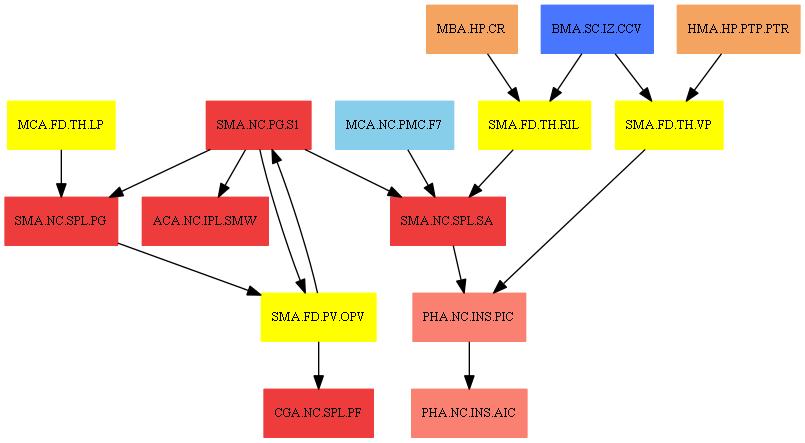 MBA.HP.CR
BMA.SC.IZ.CCV
HMA.HP.PTP.PTR
MCA.FD.TH.LP
SMA.NC.PG.S1
MCA.NC.PMC.F7
SMA.FD.TH.RIL
SMA.FD.TH.VP
SMA.NC.SPL.PG
ACA.NC.IPL.SMW
SMA.NC.SPL.SA
SMA.FD.PV.OPV
PHA.NC.INS.PIC
CGA.NC.SPL.PF
PHA.NC.INS.AIC